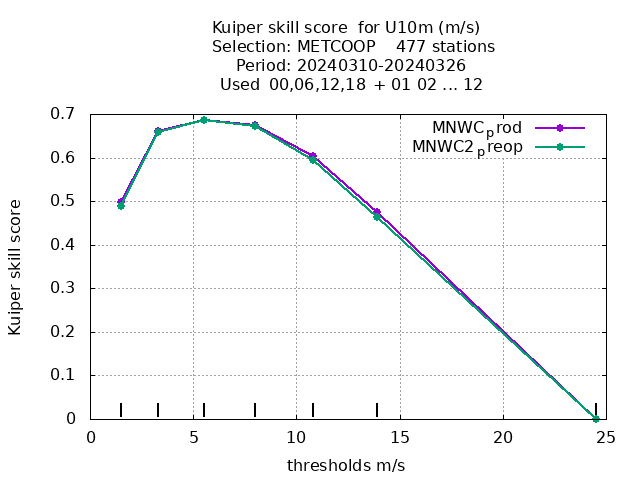 Kuiper skill score  for U10m (m/s)
Selection: METCOOP    477 stations
Period: 20240310-20240326
Used  00,06,12,18  + 01 02 ... 12
MNWC_prod
MNWC2_preop
Kuiper skill score
0.7
0.6
0.5
0.4
0.3
0.2
0.1
0
0 5 10 15 20 25
thresholds m/s